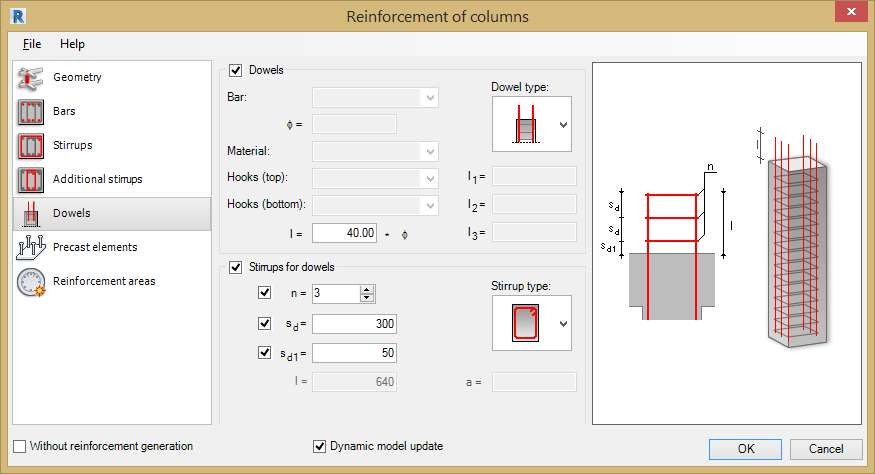 R
Reinforcement of columns
File Help
Geometry
Bars
Stirrups
Additional stirrups
Dowels
Precast elements
Reinforcement areas
Dowels
Bar:
ϕ =
Material:
Hooks (top):
Hooks (bottom):
l = 40.00 * ϕ
Dowel type:
l1=
l2=
l3=
Stirrups for dowels
n = 3
sd= 300
sd1= 50
l = 640
Stirrup type:
a =
n
sd
sd
sd1
l
l
Without reinforcement generation
Dynamic model update
OK
Cancel